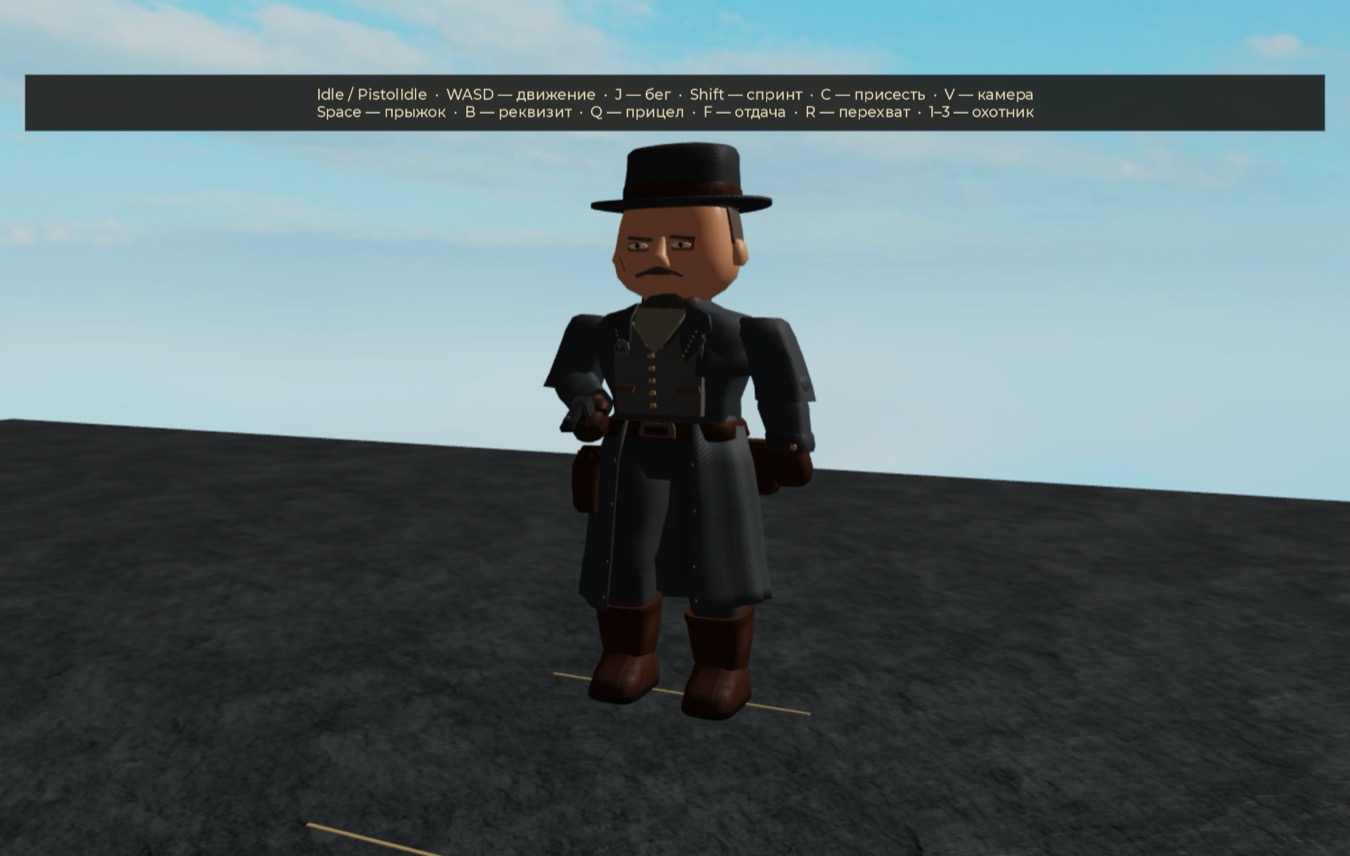 Idle / PistolIdle · WASD — движение · J — бег · Shift — спринт · C — присесть · V — камера
Space — прыжок · B — реквизит · Q — прицел · F — отдача · R — перехват · 1–3 — охотник